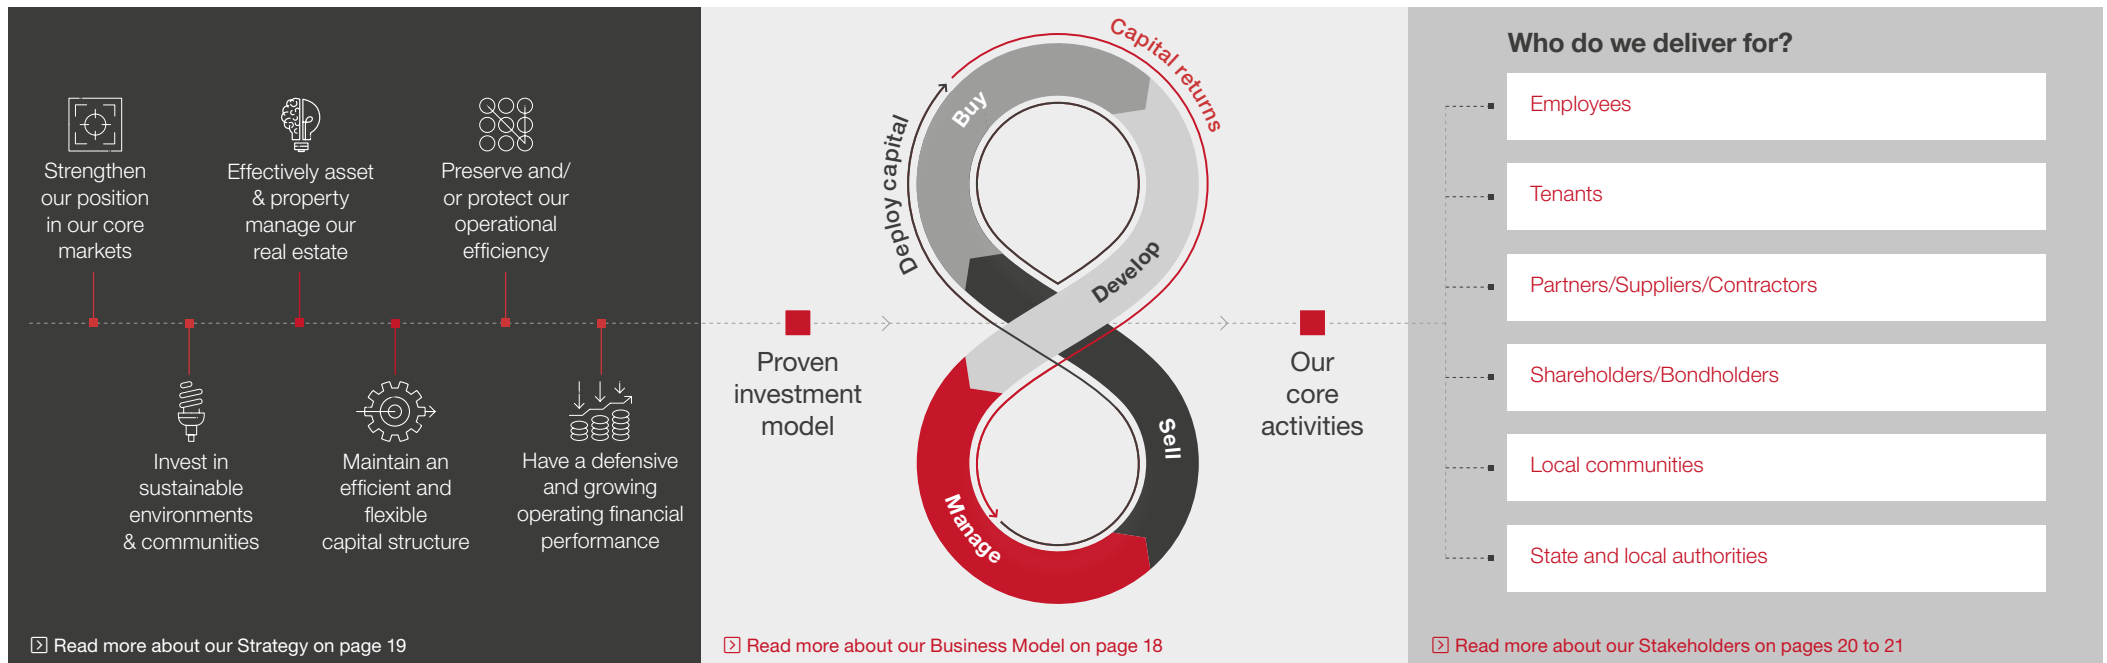 Strengthen
our position
in our core
markets
Effectively asset
& property
manage our
real estate
Preserve and/
or protect our
operational
efficiency
Invest in
sustainable
environments
& communities
Maintain an
efficient and
flexible
capital structure
Have a defensive
and growing
operating financial
performance
Read more about our Strategy on page 19
Proven
investment
model
Deploy capital
Capital returns
Buy
Develop
Sell
Manage
Our
core
activities
Read more about our Business Model on page 18
Who do we deliver for?
Employees
Tenants
Partners/Suppliers/Contractors
Shareholders/Bondholders
Local communities
State and local authorities
Read more about our Stakeholders on pages 20 to 21